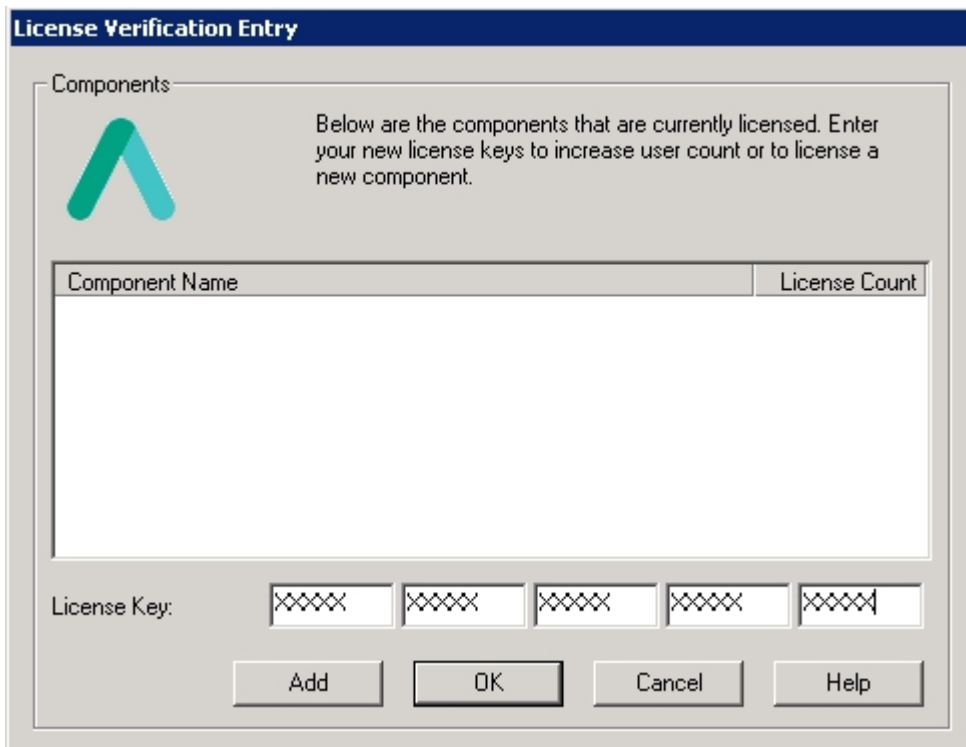 License Verification Entry
Components
Below are the components that are currently licensed. Enter
your new license keys to increase user count or to license a
new component.
Component Name License Count
License Key: XXXXX XXXXX XXXXX XXXXX XXXXX
Add OK Cancel Help